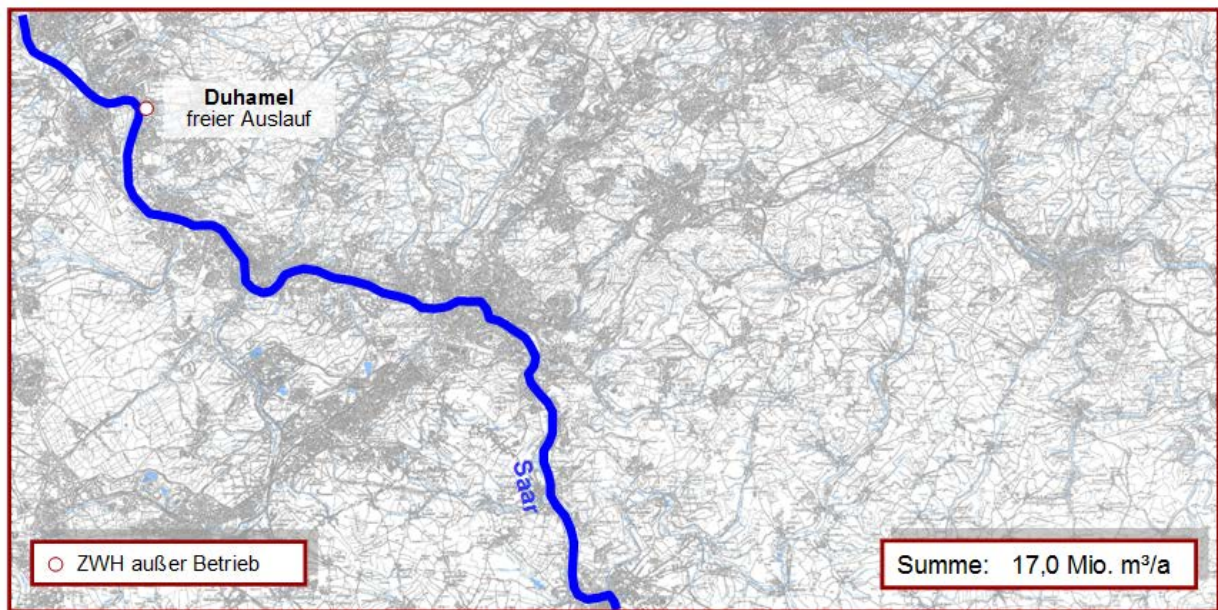 Duhamel
freier Auslauf
Saar
ZWH außer Betrieb
Summe: 17,0 Mio. m³/a